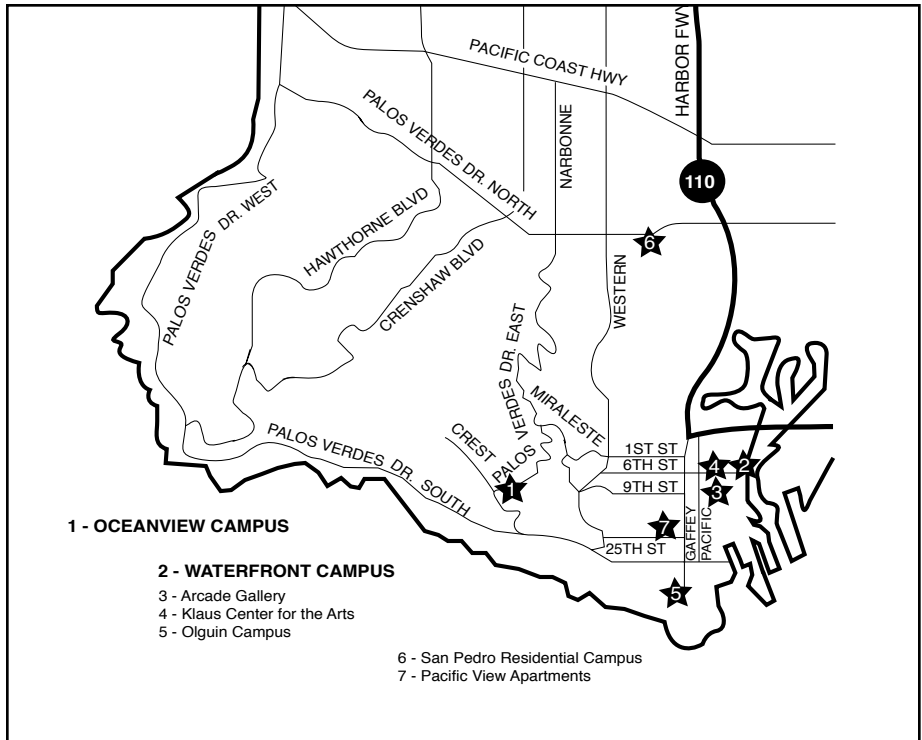 PACIFIC COAST HWY
HARBOR FWY
PALOS VERDES DR. NORTH
NARBONNE
110
PALOS VERDES DR. WEST
HAWTHORNE BLVD
CRENSHAW BLVD
WESTERN
6
PALOS VERDES DR. EAST
MIRALESTE
CREST
PALOS VERDES DR. SOUTH
1ST ST
6TH ST
9TH ST
25TH ST
GAFFEY
PACIFIC
4
2
3
1
7
5
1 - OCEANVIEW CAMPUS
2 - WATERFRONT CAMPUS
3 - Arcade Gallery
4 - Klaus Center for the Arts
5 - Olguin Campus
6 - San Pedro Residential Campus
7 - Pacific View Apartments